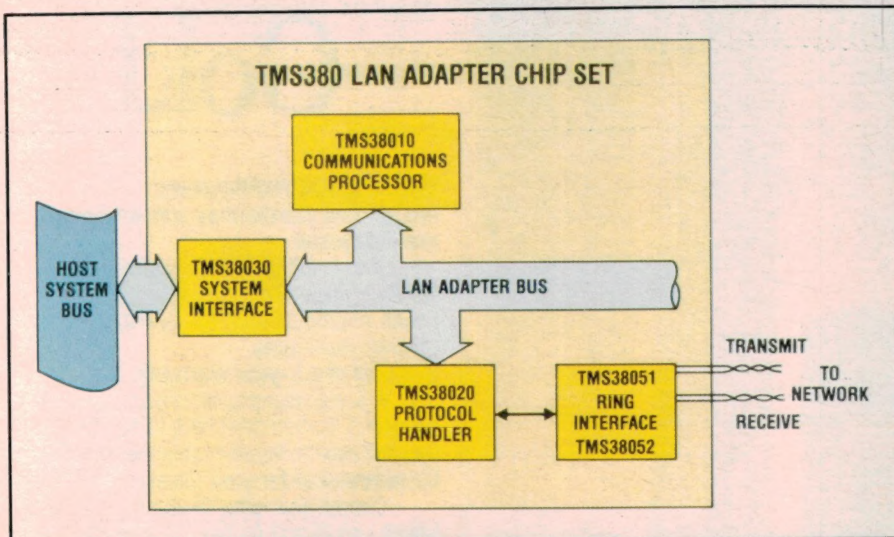 TMS380 LAN ADAPTER CHIP SET
TMS38010
COMMUNICATIONS
PROCESSOR
HOST
SYSTEM
BUS
TMS38030
SYSTEM
INTERFACE
LAN ADAPTER BUS
TMS38020
PROTOCOL
HANDLER
TMS38051
RING
INTERFACE
TMS38052
TRANSMIT
TO
NETWORK
RECEIVE